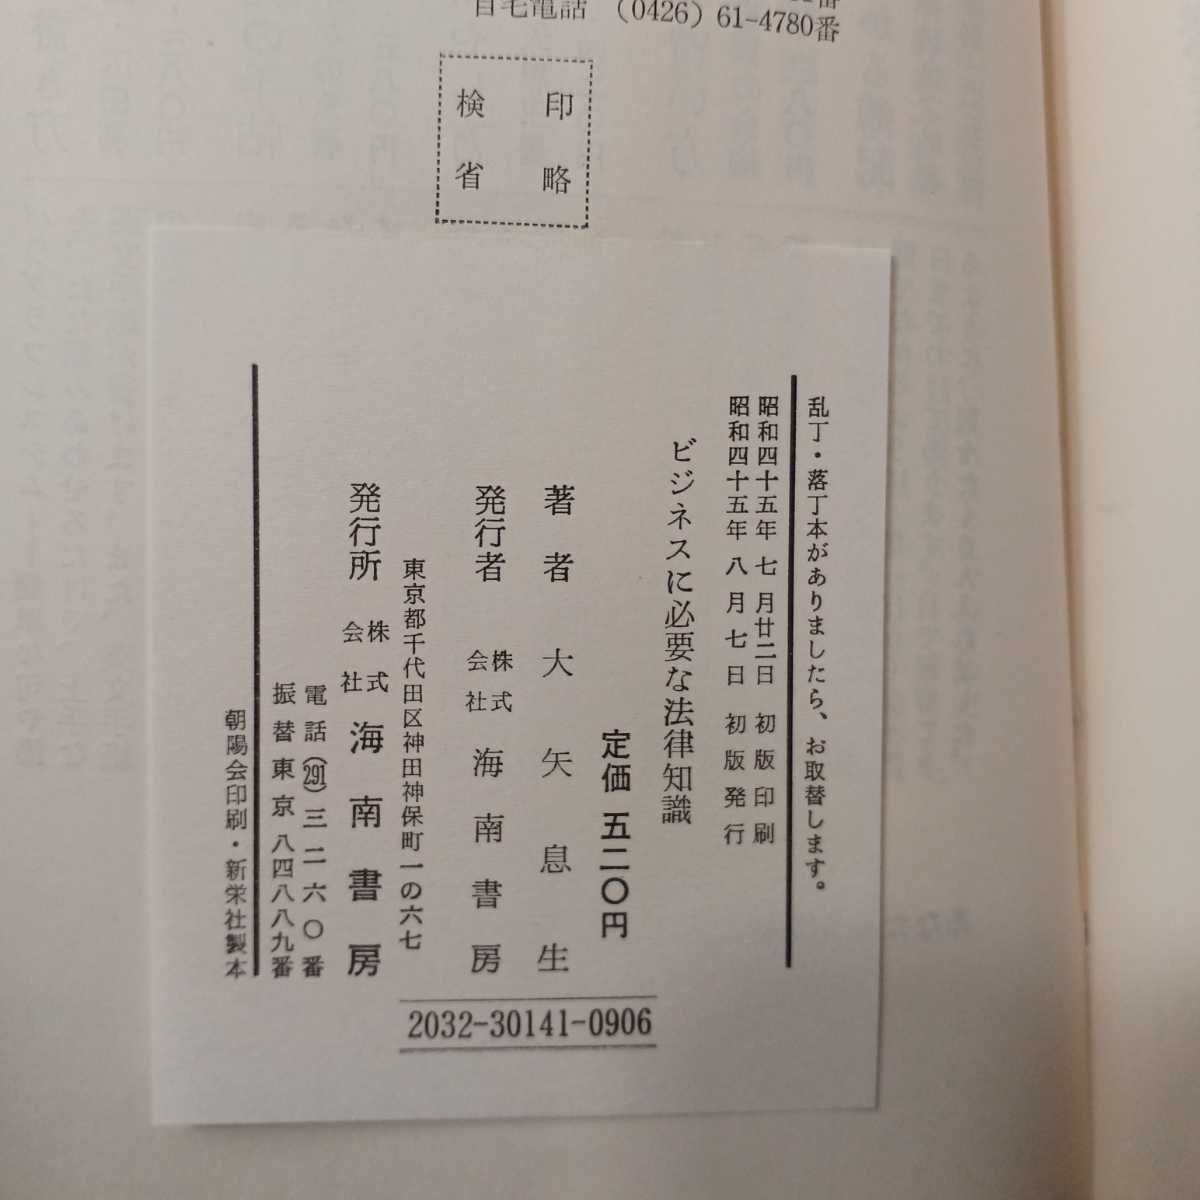 自宅電話 (0426) 61-4780番
検印
省略
乱丁・落丁本がありましたら、お取替します。
昭和四十五年 七 月廿二日 初版印刷
昭和四十五年 八 月 七 日 初版発行
ビジネスに必要な法律知識
定価 五二〇円
著者 大矢息生
発行者 株式会社 海南書房
東京都千代田区神田神保町一の六七
発行所 株式会社 海南書房
電話(291)三二六〇番
振替東京八四八八九番
朝陽会印刷・新栄社製本
2032-30141-0906